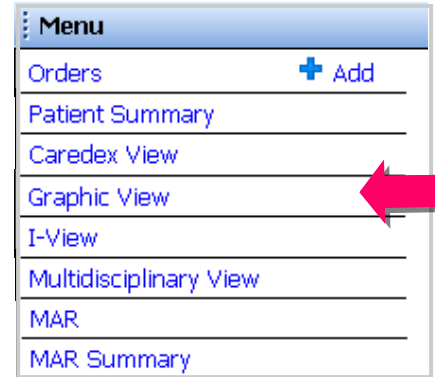 Menu
Orders Add
Patient Summary
Caredex View
Graphic View
I-View
Multidisciplinary View
MAR
MAR Summary